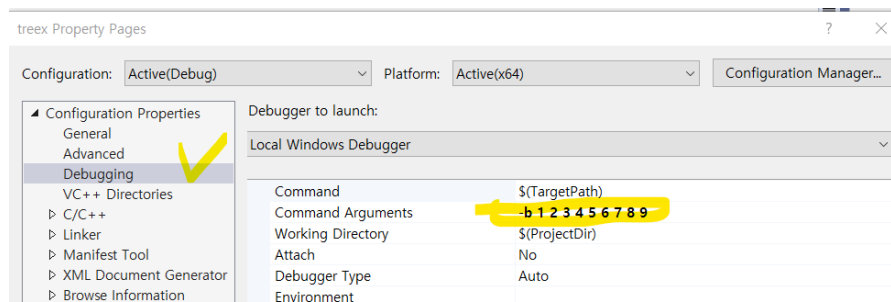 treex Property Pages
? ×
Configuration: Active(Debug) Platform: Active(x64) Configuration Manager...
Configuration Properties
General
Advanced
Debugging
VC++ Directories
C/C++
Linker
Manifest Tool
XML Document Generator
Browse Information
Debugger to launch:
Local Windows Debugger
Command $(TargetPath)
Command Arguments -b 1 2 3 4 5 6 7 8 9
Working Directory $(ProjectDir)
Attach No
Debugger Type Auto
Environment